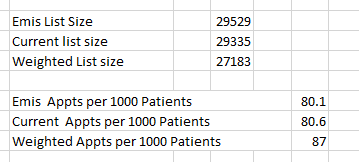 Emis List Size 29529
Current list size 29335
Weighted List size 27183
Emis Appts per 1000 Patients 80.1
Current Appts per 1000 Patients 80.6
Weighted Appts per 1000 Patients 87